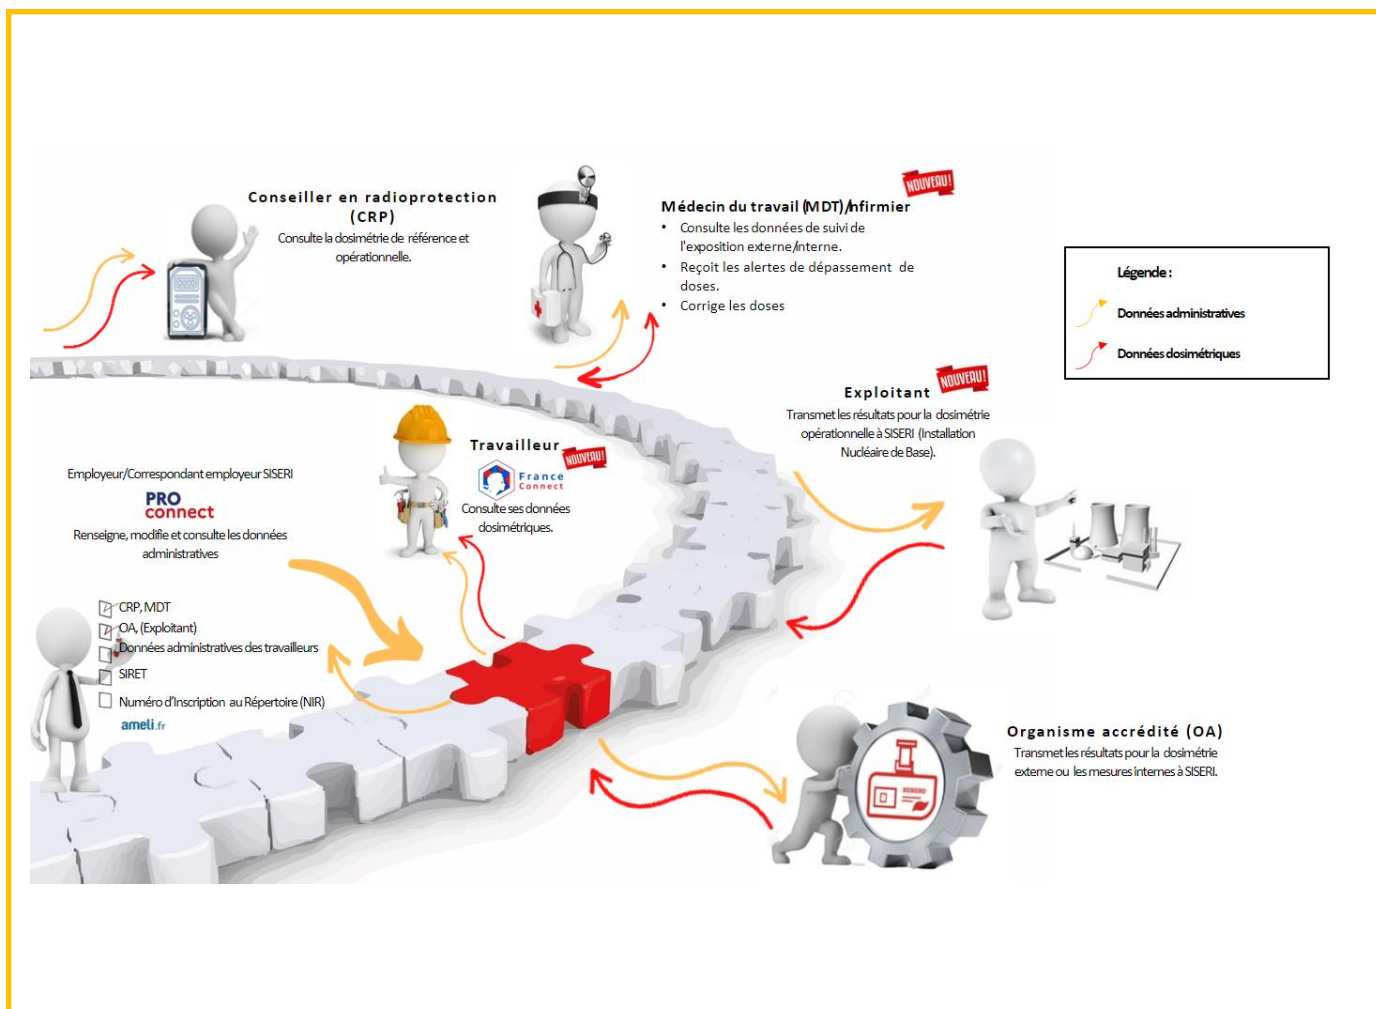 Conseiller en radioprotection
(CRP)
Consulte la dosimétrie de référence et
opérationnelle.
NOUVEAU!
Médecin du travail (MDT)/nfirmier
• Consulte les données de suivi de
l'exposition externe/interne.
• Reçoit les alertes de dépassement de
doses.
• Corrige les doses
Légende :
Données administratives
Données dosimétriques
Exploitant
NOUVEAU!
Transmet les résultats pour la dosimétrie
opérationnelle à SISERI (Installation
Nucléaire de Base).
Travailleur
NOUVEAU!
France
Connect
Consulte ses données
dosimétriques.
Employeur/Correspondant employeur SISERI
PRO
connect
Renseigne, modifie et consulte les données
administratives
CRP, MDT
OA, (Exploitant)
Données administratives des travailleurs
SIRET
Numéro d'Inscription au Répertoire (NIR)
ameli.fr
Organisme accrédité (OA)
Transmet les résultats pour la dosimétrie
externe ou les mesures internes à SISERI.